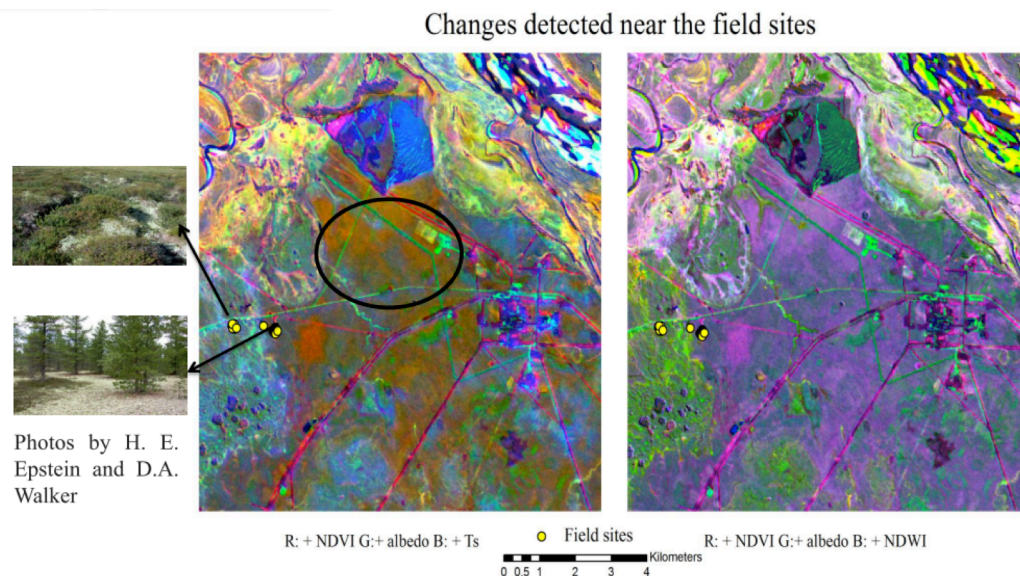 Changes detected near the field sites
Photos by H. E.
Epstein and D.A.
Walker
R: + NDVI G:+ albedo B: + Ts
Field sites
R: + NDVI G:+ albedo B: + NDWI
Kilometers
0 0.5 1 2 3 4